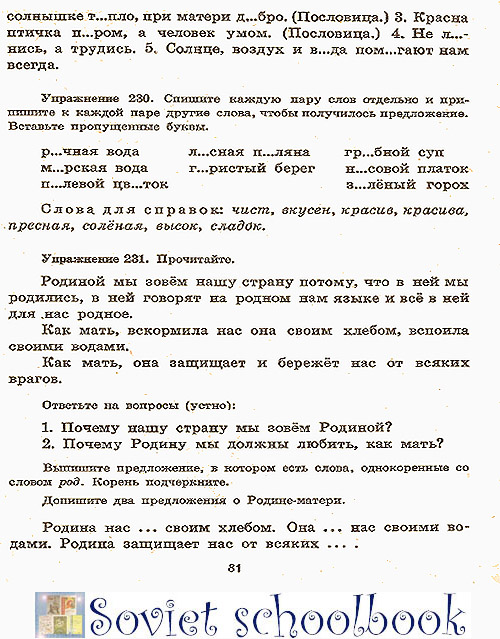 солнышке т...пло, при матери д...бро. (Пословица.) 3. Красна
птичка п...ром, а человек умом. (Пословица.) 4. Не л...-
нись, а трудись. 5. Солнце, воздух и в...да пом...гают нам
всегда.
Упражнение 230. Спишите каждую пару слов отдельно и при-
пишите к каждой паре другие слова, чтобы получилось предложение.
Вставьте пропущенные буквы.
р...чная вода л...сная п...ляна гр...бной суп
м...рская вода г...ристый берег н...совой платок
п...левой цв...ток з...лёный горох
Слова для справок: чист, вкусен, красив, красива,
пресная, солёная, высок, сладок.
Упражнение 231. Прочитайте.
Родиной мы зовём нашу страну потому, что в ней мы
родились, в ней говорят на родном нам языке и всё в ней
для нас родное.
Как мать, вскормила нас она своим хлебом, вспоила
своими водами.
Как мать, она защищает и бережёт нас от всяких
врагов.
Ответьте на вопросы (устно):
1. Почему нашу страну мы зовём Родиной?
2. Почему Родину мы должны любить, как мать?
Выпишите предложение, в котором есть слова, однокоренные со
словом род. Корень подчеркните.
Допишите два предложения о Родине-матери.
Родина нас ... своим хлебом. Она ... нас своими во-
дами. Родина защищает нас от всяких ... .
81
Soviet schoolbook